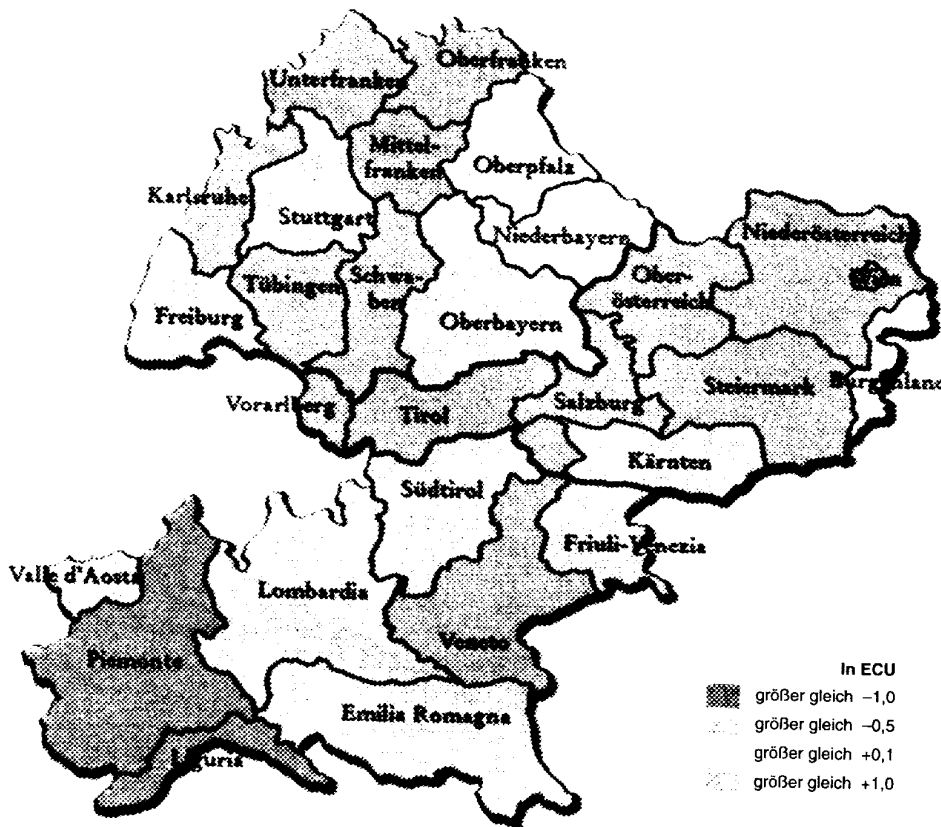 Oberfranken
Unterfranken
Mittel-
franken
Oberpfalz
Karlsruhe
Stuttgart
Niederbayern
Niederösterreich
Tübingen
Schwa-
ben
Ober-
österreich
Freiburg
Oberbayern
Vorarlberg
Tirol
Salzburg
Steiermark
Burgenland
Kärnten
Südtirol
Friuli-Venezia
Valle d'Aosta
Lombardia
Veneto
Piemonte
Emilia Romagna
Liguria
In ECU
größer gleich –1,0
größer gleich –0,5
größer gleich +0,1
größer gleich +1,0